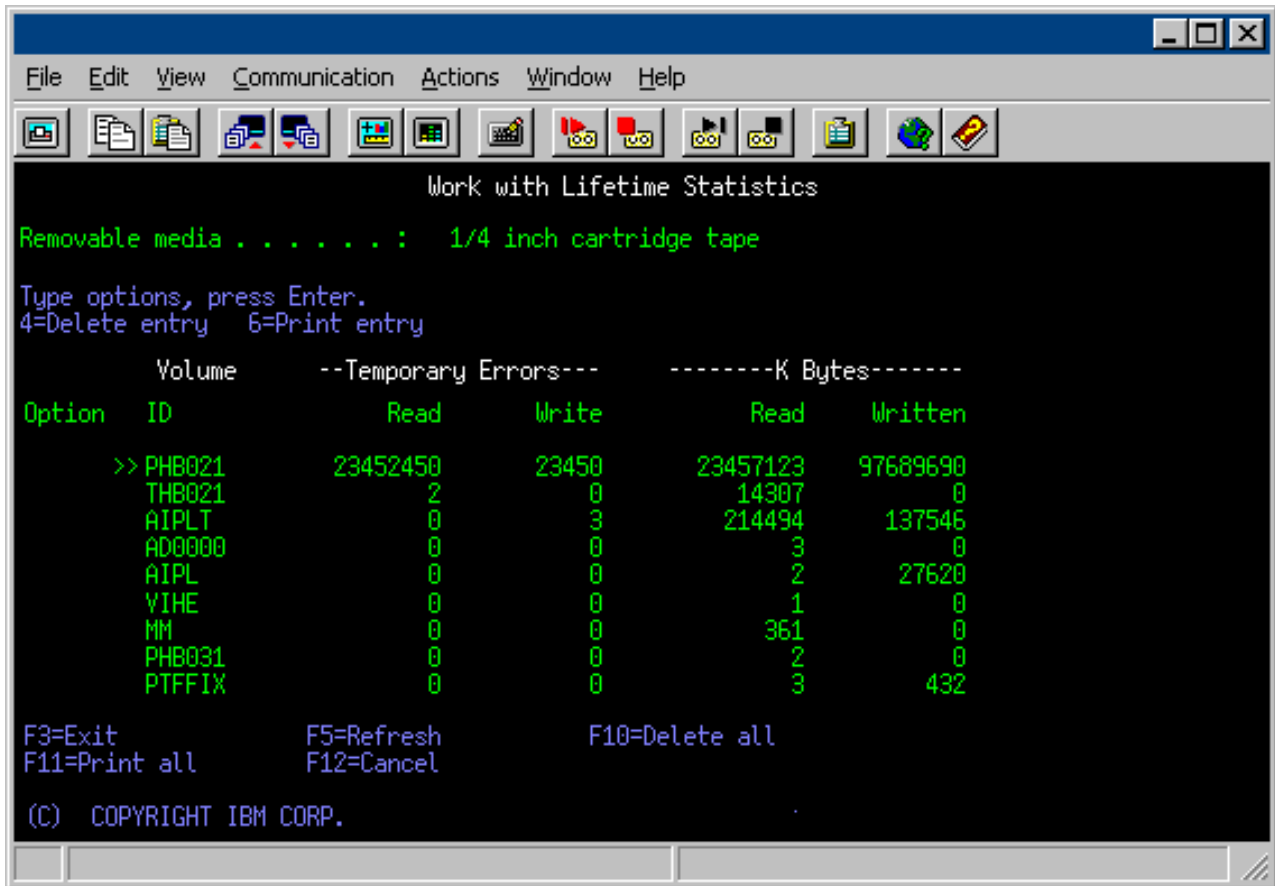 File Edit View Communication Actions Window Help
Work with Lifetime Statistics
Removable media . . . . . . : 1/4 inch cartridge tape
Type options, press Enter.
4=Delete entry 6=Print entry
Volume --Temporary Errors--- --------K Bytes-------
Option ID Read Write Read Written
>> PHB021 23452450 23450 23457123 97689690
THB021 2 0 14307 0
AIPLT 0 3 214494 137546
AD0000 0 0 3 0
AIPL 0 0 2 27620
VIHE 0 0 1 0
MM 0 0 361 0
PHB031 0 0 2 0
PTFFIX 0 0 3 432
F3=Exit F5=Refresh F10=Delete all
F11=Print all F12=Cancel
(C) COPYRIGHT IBM CORP.